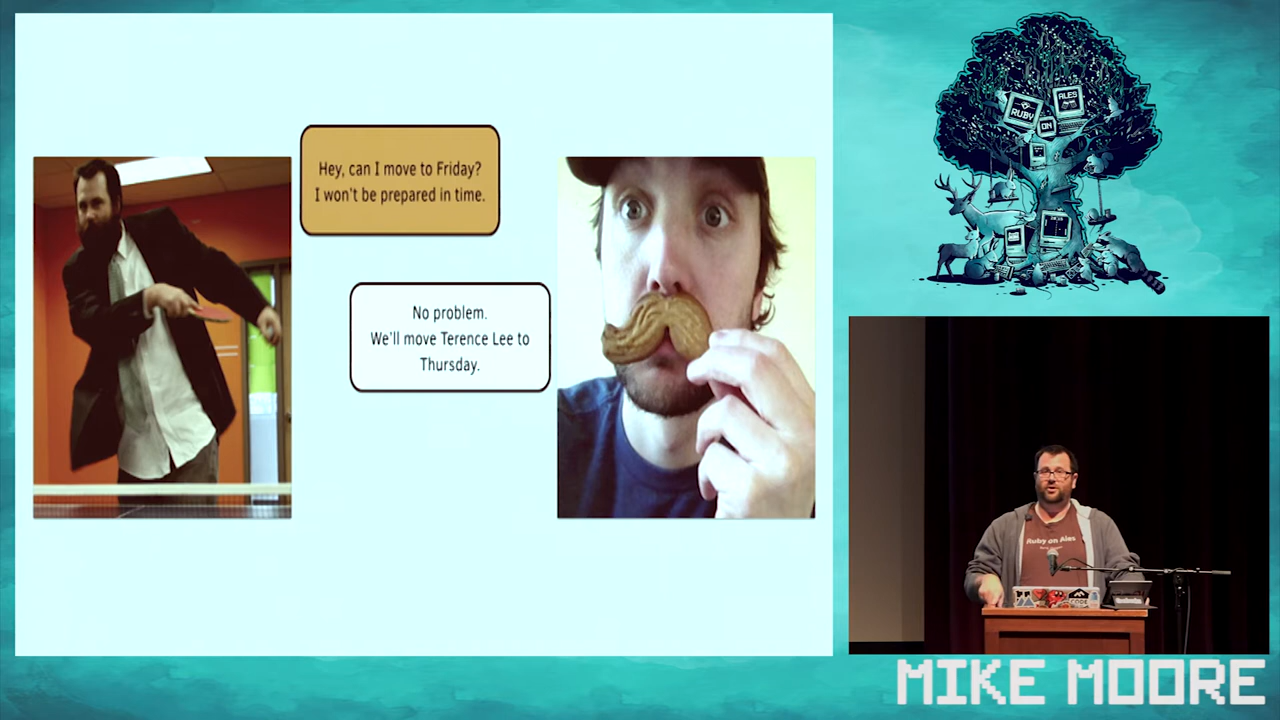 Hey, can I move to Friday?
I won't be prepared in time.
No problem.
We'll move Terence Lee to
Thursday.
RUBY
ON
ALES
Ruby on Ales
MIKE MOORE